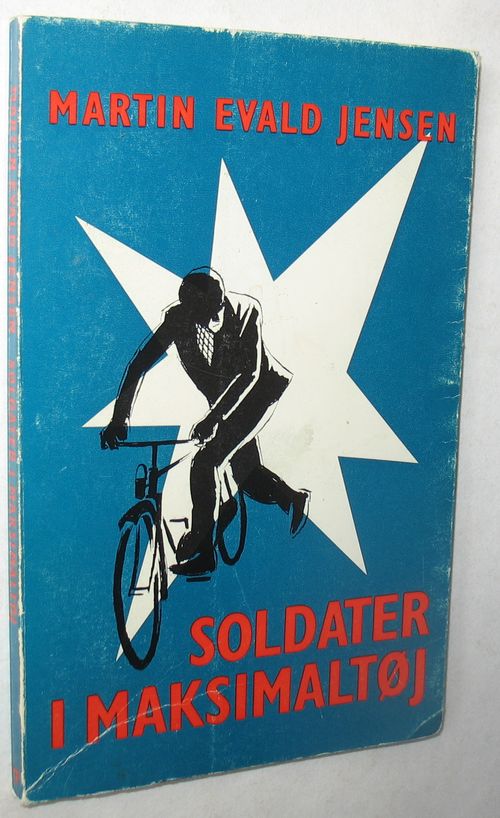 MARTIN EVALD JENSEN
SOLDATER
I MAKSIMALTØJ